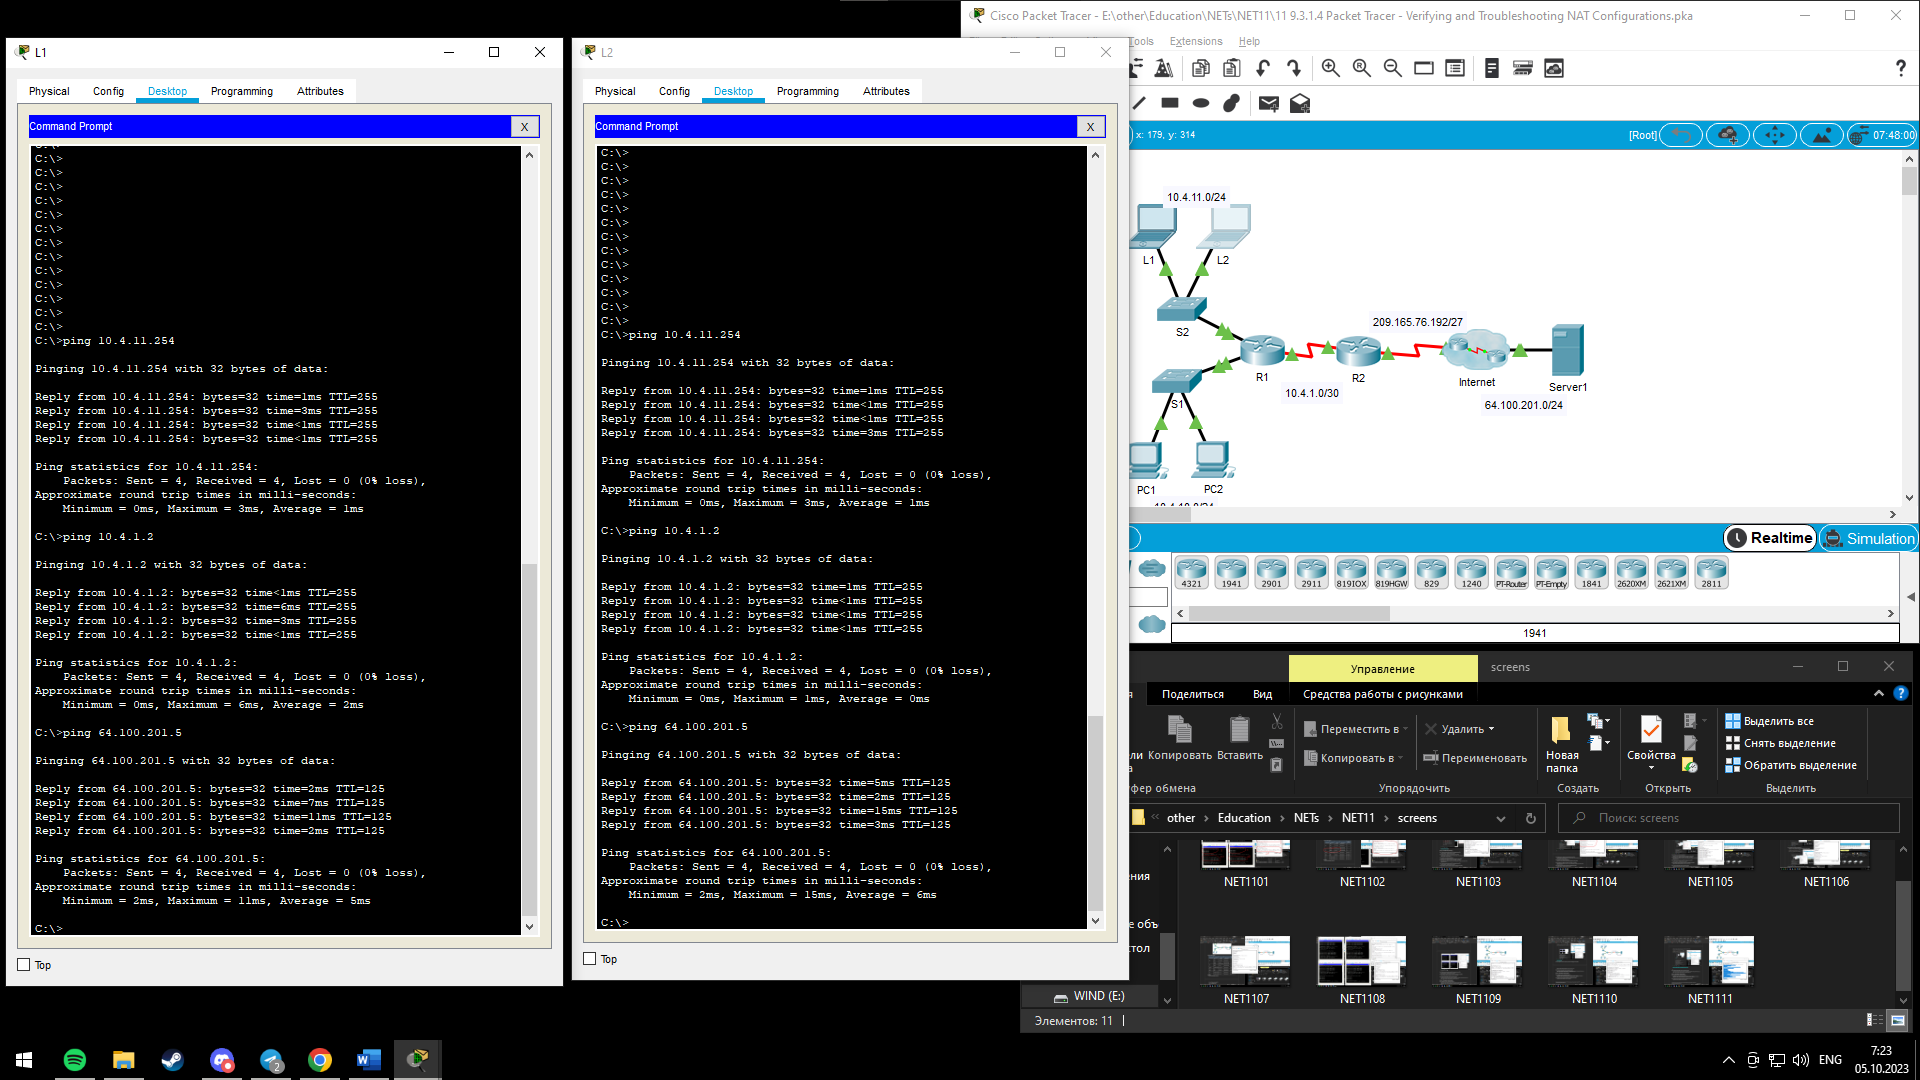 Cisco Packet Tracer - E:\other\Education\NETs\NET11\11 9.3.1.4 Packet Tracer - Verifying and Troubleshooting NAT Configurations.pka
Tools Extensions Help
L1
Physical Config Desktop Programming Attributes
Command Prompt X
C:\>
C:\>
C:\>
C:\>
C:\>
C:\>
C:\>
C:\>
C:\>
C:\>
C:\>
C:\>
C:\>
C:\>ping 10.4.11.254
Pinging 10.4.11.254 with 32 bytes of data:
Reply from 10.4.11.254: bytes=32 time=1ms TTL=255
Reply from 10.4.11.254: bytes=32 time=3ms TTL=255
Reply from 10.4.11.254: bytes=32 time<1ms TTL=255
Reply from 10.4.11.254: bytes=32 time<1ms TTL=255
Ping statistics for 10.4.11.254:
Packets: Sent = 4, Received = 4, Lost = 0 (0% loss),
Approximate round trip times in milli-seconds:
Minimum = 0ms, Maximum = 3ms, Average = 1ms
C:\>ping 10.4.1.2
Pinging 10.4.1.2 with 32 bytes of data:
Reply from 10.4.1.2: bytes=32 time<1ms TTL=255
Reply from 10.4.1.2: bytes=32 time=6ms TTL=255
Reply from 10.4.1.2: bytes=32 time=3ms TTL=255
Reply from 10.4.1.2: bytes=32 time<1ms TTL=255
Ping statistics for 10.4.1.2:
Packets: Sent = 4, Received = 4, Lost = 0 (0% loss),
Approximate round trip times in milli-seconds:
Minimum = 0ms, Maximum = 6ms, Average = 2ms
C:\>ping 64.100.201.5
Pinging 64.100.201.5 with 32 bytes of data:
Reply from 64.100.201.5: bytes=32 time=2ms TTL=125
Reply from 64.100.201.5: bytes=32 time=7ms TTL=125
Reply from 64.100.201.5: bytes=32 time=11ms TTL=125
Reply from 64.100.201.5: bytes=32 time=2ms TTL=125
Ping statistics for 64.100.201.5:
Packets: Sent = 4, Received = 4, Lost = 0 (0% loss),
Approximate round trip times in milli-seconds:
Minimum = 2ms, Maximum = 11ms, Average = 5ms
C:\>
Top
L2
Physical Config Desktop Programming Attributes
Command Prompt X
C:\>
C:\>
C:\>
C:\>
C:\>
C:\>
C:\>
C:\>
C:\>
C:\>
C:\>
C:\>
C:\>
C:\>ping 10.4.11.254
Pinging 10.4.11.254 with 32 bytes of data:
Reply from 10.4.11.254: bytes=32 time=1ms TTL=255
Reply from 10.4.11.254: bytes=32 time<1ms TTL=255
Reply from 10.4.11.254: bytes=32 time<1ms TTL=255
Reply from 10.4.11.254: bytes=32 time=3ms TTL=255
Ping statistics for 10.4.11.254:
Packets: Sent = 4, Received = 4, Lost = 0 (0% loss),
Approximate round trip times in milli-seconds:
Minimum = 0ms, Maximum = 3ms, Average = 1ms
C:\>ping 10.4.1.2
Pinging 10.4.1.2 with 32 bytes of data:
Reply from 10.4.1.2: bytes=32 time=1ms TTL=255
Reply from 10.4.1.2: bytes=32 time<1ms TTL=255
Reply from 10.4.1.2: bytes=32 time<1ms TTL=255
Reply from 10.4.1.2: bytes=32 time<1ms TTL=255
Ping statistics for 10.4.1.2:
Packets: Sent = 4, Received = 4, Lost = 0 (0% loss),
Approximate round trip times in milli-seconds:
Minimum = 0ms, Maximum = 1ms, Average = 0ms
C:\>ping 64.100.201.5
Pinging 64.100.201.5 with 32 bytes of data:
Reply from 64.100.201.5: bytes=32 time=5ms TTL=125
Reply from 64.100.201.5: bytes=32 time=2ms TTL=125
Reply from 64.100.201.5: bytes=32 time=15ms TTL=125
Reply from 64.100.201.5: bytes=32 time=3ms TTL=125
Ping statistics for 64.100.201.5:
Packets: Sent = 4, Received = 4, Lost = 0 (0% loss),
Approximate round trip times in milli-seconds:
Minimum = 2ms, Maximum = 15ms, Average = 6ms
C:\>
Top
x: 179, y: 314
[Root]
07:48:00
10.4.11.0/24
L1
L2
S2
209.165.76.192/27
R1
R2
Internet
Server1
10.4.1.0/30
64.100.201.0/24
S1
PC1
PC2
Realtime Simulation
4321 1941 2901 2911 819IOX 819HGW 829 1240 PT-Router PT-Empty 1841 2620XM 2621XM 2811
1941
Управление screens
я Поделиться Вид Средства работы с рисунками
Копировать Вставить
Переместить в
Копировать в
Удалить
Переименовать
Новая
папка
Свойства
Выделить все
Снять выделение
Обратить выделение
уфер обмена Упорядочить Создать Открыть Выделить
other Education NETs NET11 screens
Поиск: screens
NET1101 NET1102 NET1103 NET1104 NET1105 NET1106
NET1107 NET1108 NET1109 NET1110 NET1111
ения
е объ
стол
WIND (E:)
Элементов: 11
2
ENG
7:23
05.10.2023